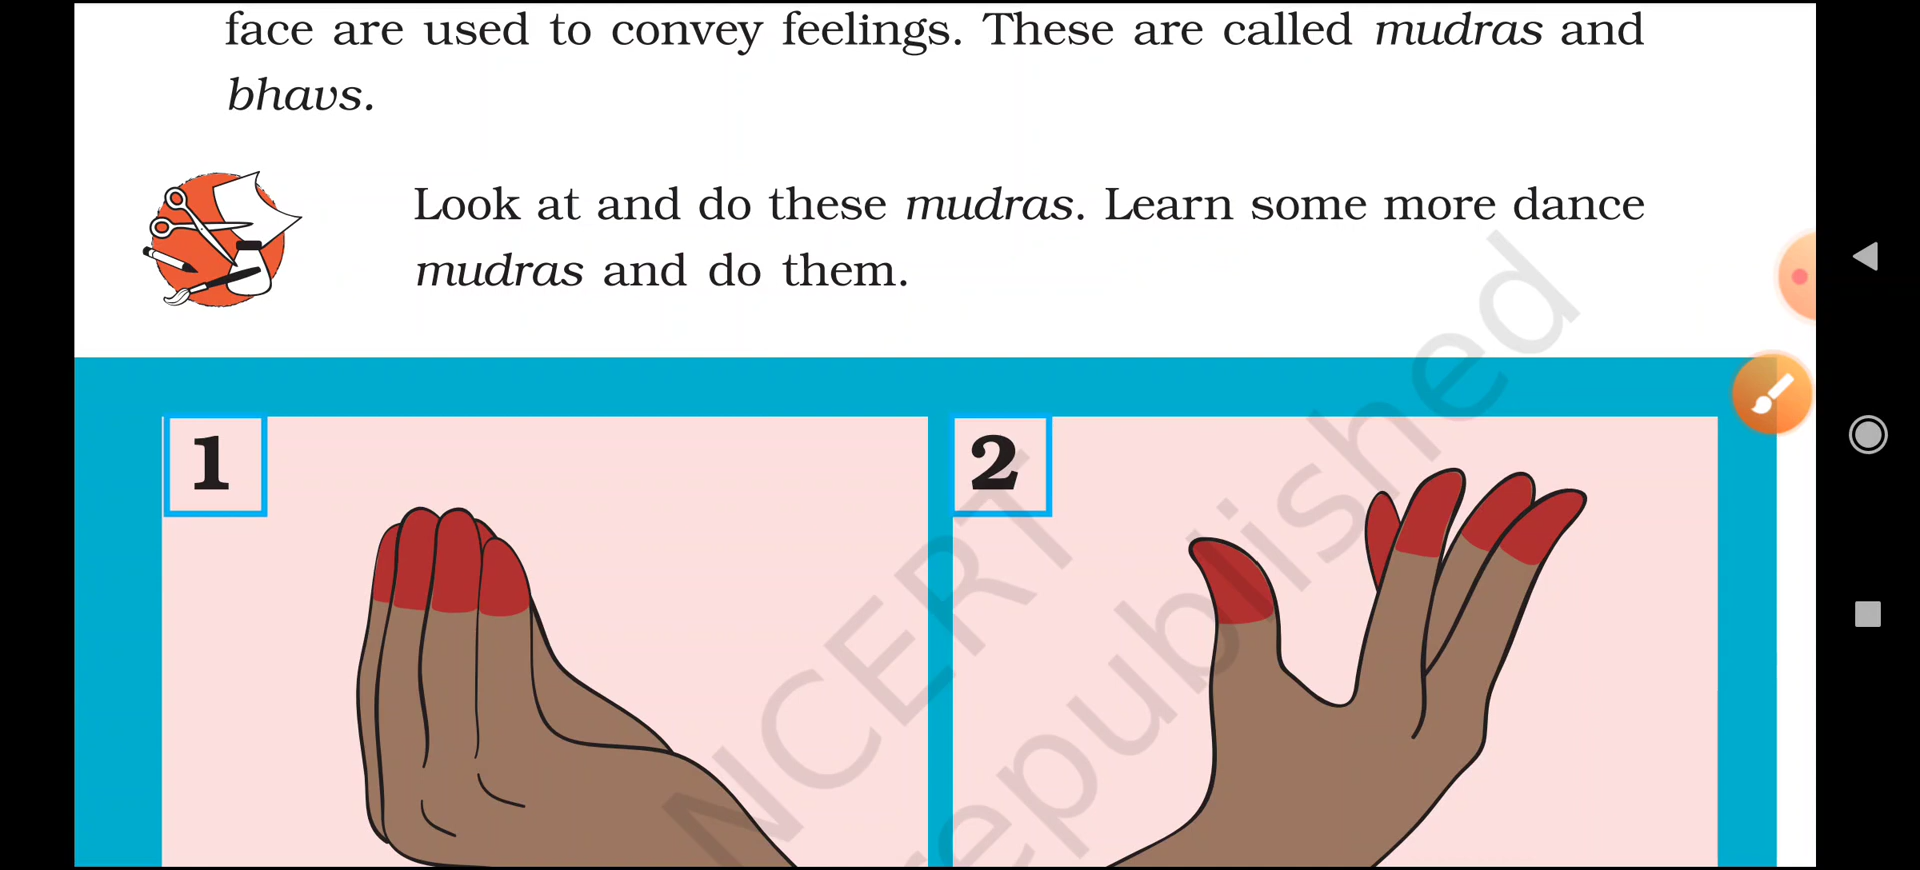 face are used to convey feelings. These are called mudras and
bhavs.
Look at and do these mudras. Learn some more dance
mudras and do them.
1
2
NCERT
republished